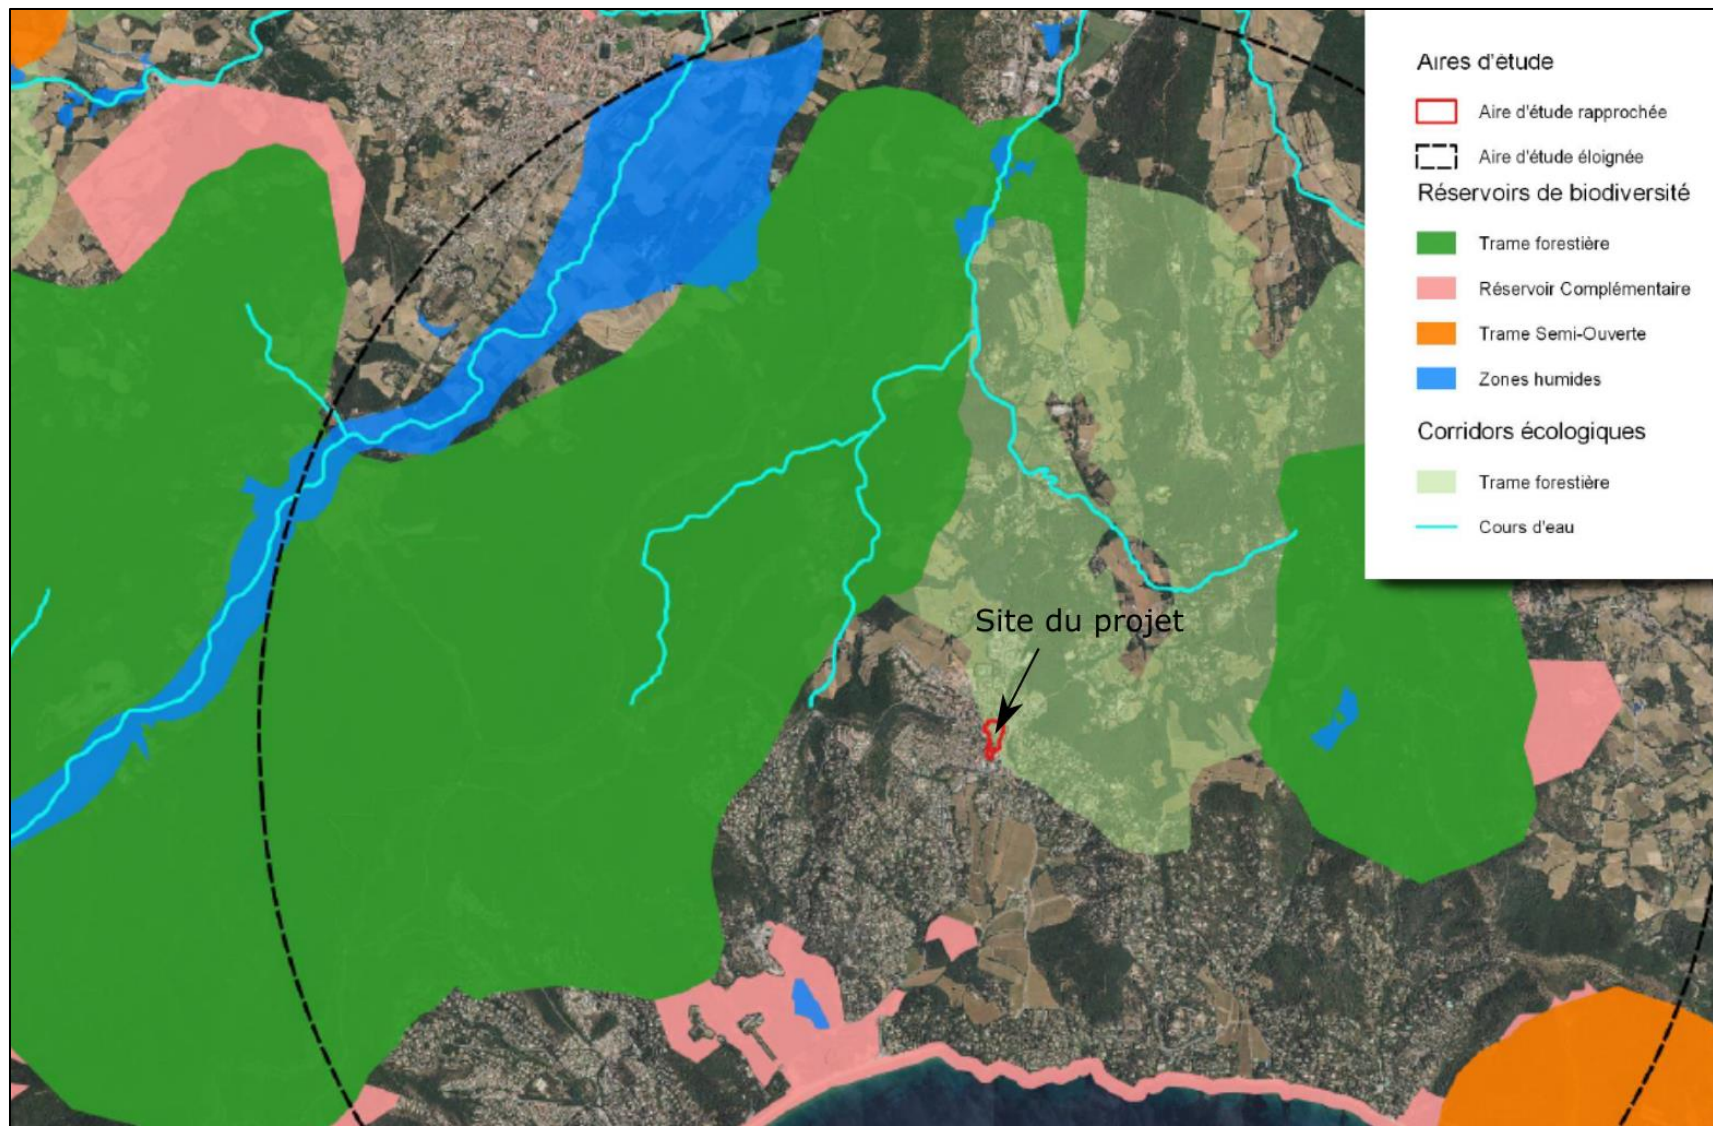 Aires d'étude
Aire d'étude rapprochée
Aire d'étude éloignée
Réservoirs de biodiversité
Trame forestière
Réservoir Complémentaire
Trame Semi-Ouverte
Zones humides
Corridors écologiques
Trame forestière
Cours d'eau
Site du projet